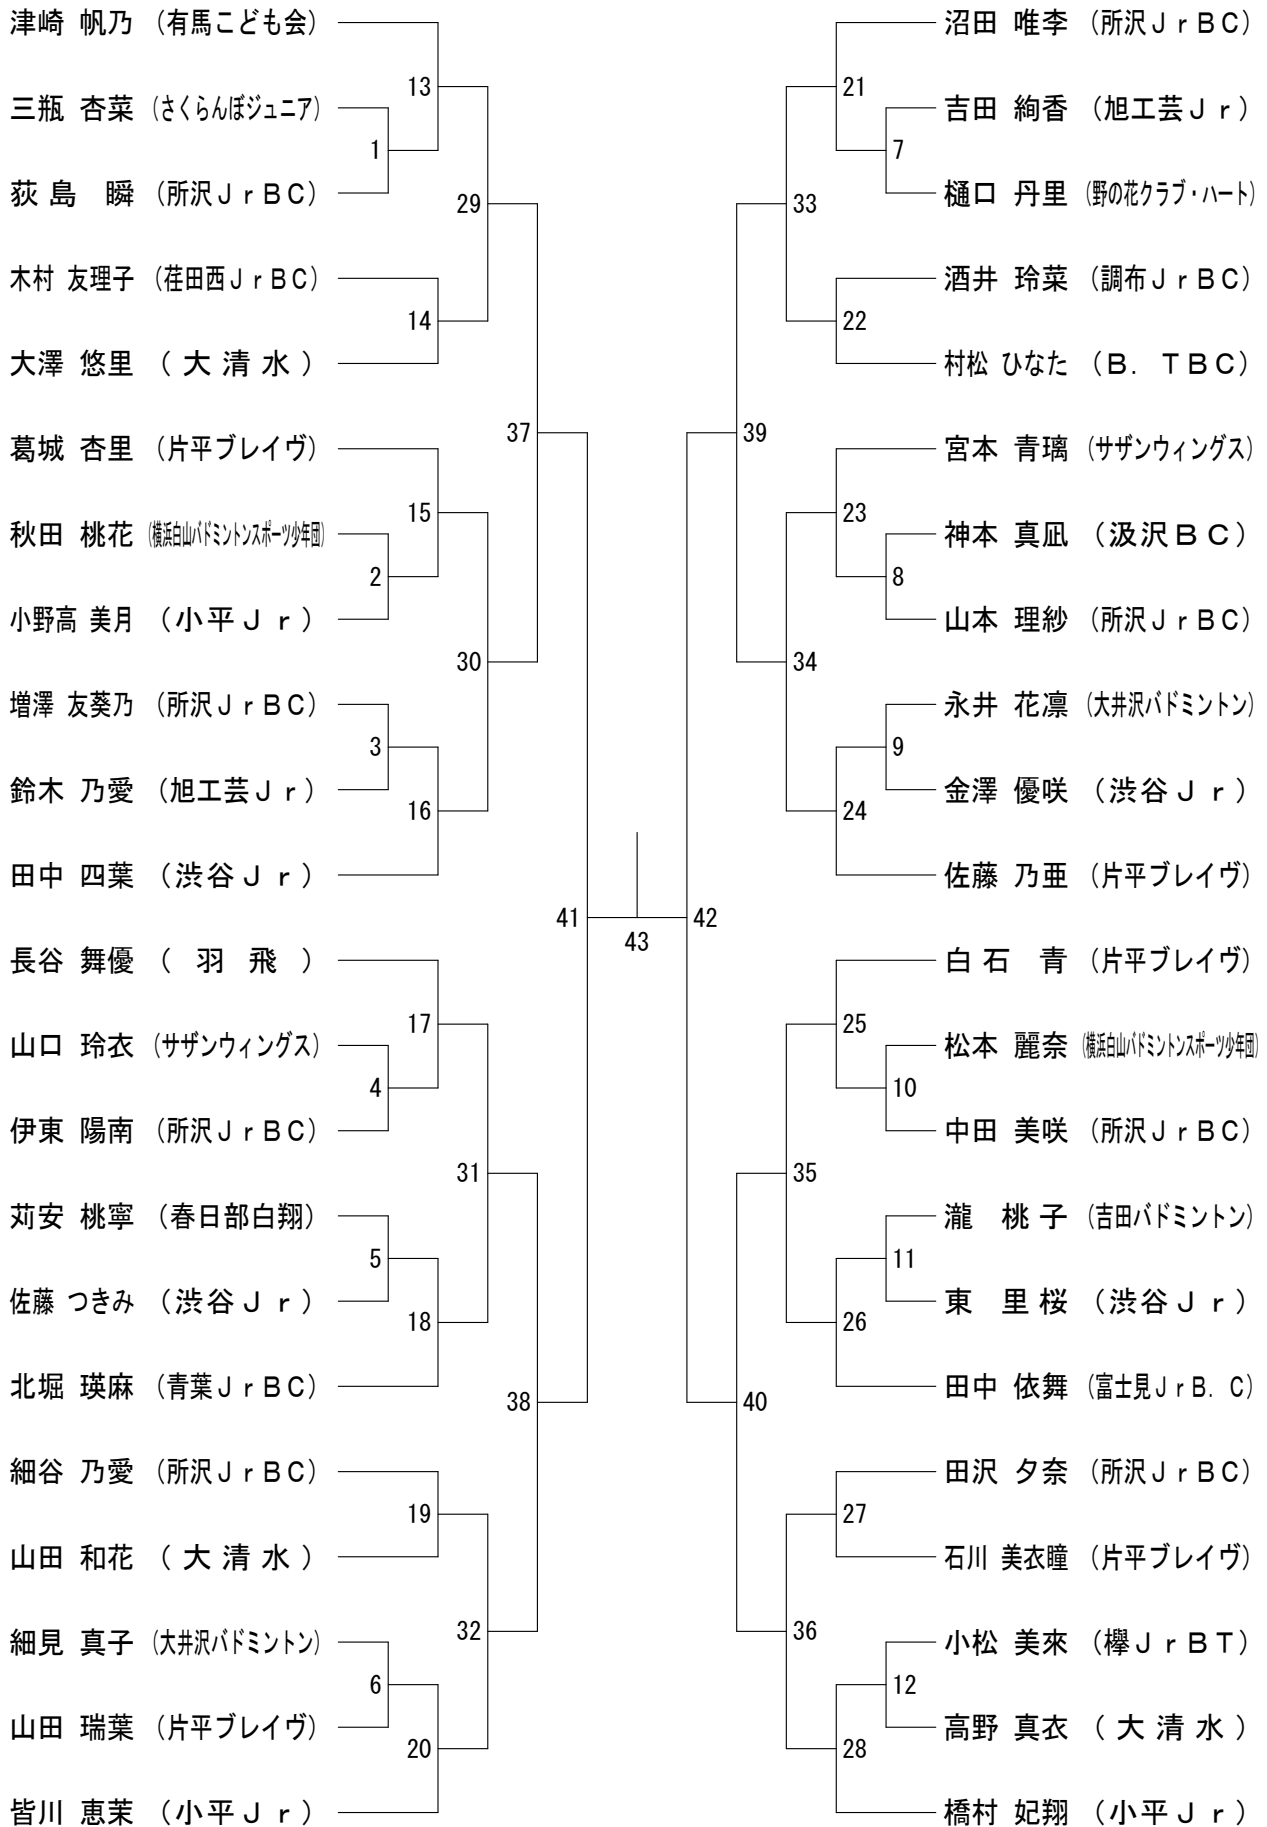 津崎 帆乃 (有馬こども会)
13
三瓶 杏菜 (さくらんぼジュニア)
1
荻島 瞬 (所沢JrBC)
29
木村 友理子 (荏田西JrBC)
14
大澤 悠里 (大清水)
37
葛城 杏里 (片平ブレイヴ)
15
秋田 桃花 (横浜白山バドミントンスポーツ少年団)
2
小野高 美月 (小平Jr)
30
増澤 友葵乃 (所沢JrBC)
3
鈴木 乃愛 (旭工芸Jr)
16
田中 四葉 (渋谷Jr)
41
長谷 舞優 (羽飛)
17
山口 玲衣 (サザンウィングス)
4
伊東 陽南 (所沢JrBC)
31
苅安 桃寧 (春日部白翔)
5
佐藤 つきみ (渋谷Jr)
18
北堀 瑛麻 (青葉JrBC)
38
細谷 乃愛 (所沢JrBC)
19
山田 和花 (大清水)
32
細見 真子 (大井沢バドミントン)
6
山田 瑞葉 (片平ブレイヴ)
20
皆川 恵茉 (小平Jr)
43
沼田 唯李 (所沢JrBC)
21
吉田 絢香 (旭工芸Jr)
7
樋口 丹里 (野の花クラブ・ハート)
33
酒井 玲菜 (調布JrBC)
22
村松 ひなた (B.TBC)
39
宮本 青璃 (サザンウィングス)
23
神本 真凪 (汲沢BC)
8
山本 理紗 (所沢JrBC)
34
永井 花凛 (大井沢バドミントン)
9
金澤 優咲 (渋谷Jr)
24
佐藤 乃亜 (片平ブレイヴ)
42
白石 青 (片平ブレイヴ)
25
松本 麗奈 (横浜白山バドミントンスポーツ少年団)
10
中田 美咲 (所沢JrBC)
35
瀧 桃子 (吉田バドミントン)
11
東 里桜 (渋谷Jr)
26
田中 依舞 (富士見JrB.C)
40
田沢 夕奈 (所沢JrBC)
27
石川 美衣瞳 (片平ブレイヴ)
36
小松 美來 (欅JrBT)
12
高野 真衣 (大清水)
28
橋村 妃翔 (小平Jr)